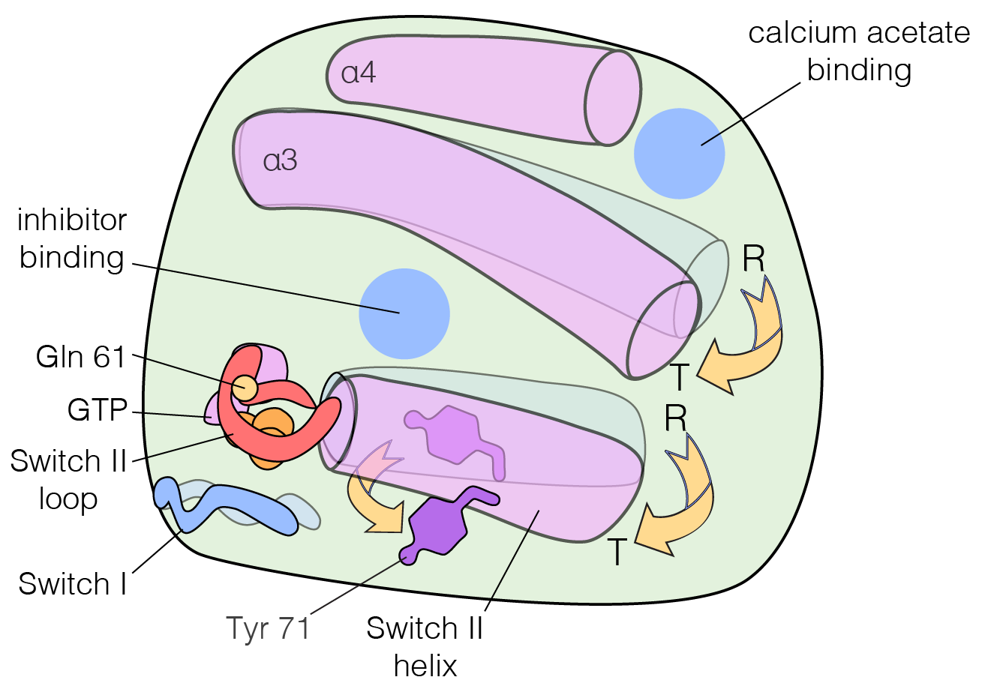 calcium acetate
binding
α4
α3
inhibitor
binding
R
T
Gln 61
GTP
R
Switch II
loop
T
Switch I
Tyr 71
Switch II
helix